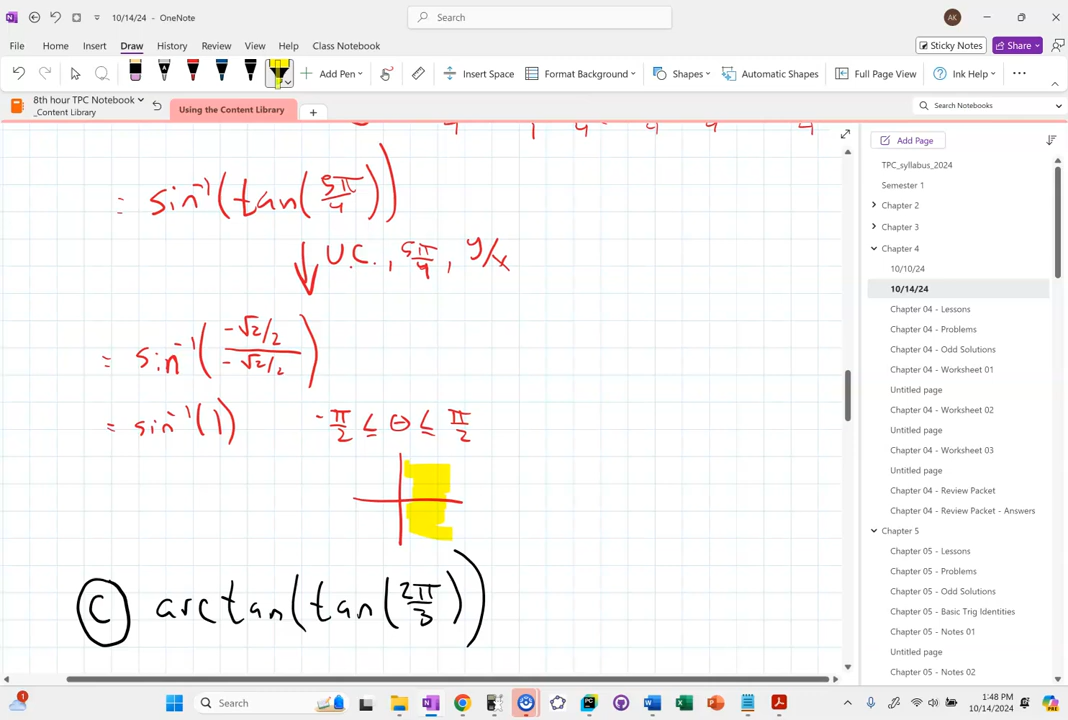 10/14/24 - OneNote
Search
AK
File Home Insert Draw History Review View Help Class Notebook
Sticky Notes
Share
Add Pen
Insert Space
Format Background
Shapes
Automatic Shapes
Full Page View
Ink Help
8th hour TPC Notebook
_Content Library
Using the Content Library
+
Search Notebooks
4 1 4 4 9 4
= sin⁻¹(tan(5π/4))
U.C., 5π/4, y/x
= sin⁻¹(-√2/2 / -√2/2)
= sin⁻¹(1) -π/2 ≤ θ ≤ π/2
C arctan(tan(2π/3))
Add Page
TPC_syllabus_2024
Semester 1
Chapter 2
Chapter 3
Chapter 4
10/10/24
10/14/24
Chapter 04 - Lessons
Chapter 04 - Problems
Chapter 04 - Odd Solutions
Chapter 04 - Worksheet 01
Untitled page
Chapter 04 - Worksheet 02
Untitled page
Chapter 04 - Worksheet 03
Untitled page
Chapter 04 - Review Packet
Chapter 04 - Review Packet - Answers
Chapter 5
Chapter 05 - Lessons
Chapter 05 - Problems
Chapter 05 - Odd Solutions
Chapter 05 - Basic Trig Identities
Chapter 05 - Notes 01
Untitled page
Chapter 05 - Notes 02
1
Search
1:48 PM
10/14/2024